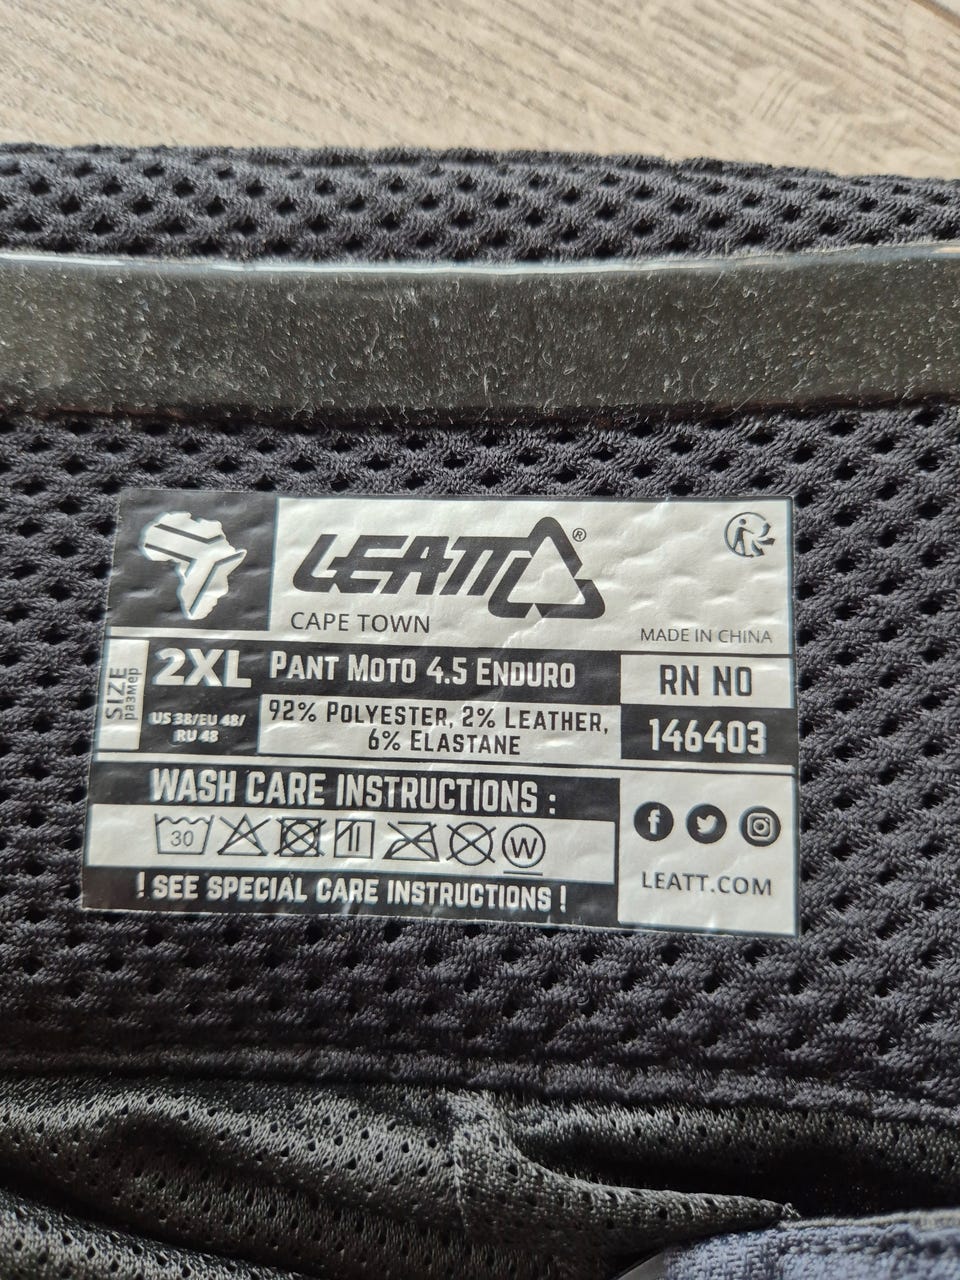 LEATT®
CAPE TOWN
MADE IN CHINA
SIZE
размер
2XL
US 38/EU 48/
RU 48
PANT MOTO 4.5 ENDURO
92% POLYESTER, 2% LEATHER,
6% ELASTANE
RN NO
146403
WASH CARE INSTRUCTIONS :
30
W
! SEE SPECIAL CARE INSTRUCTIONS !
LEATT.COM